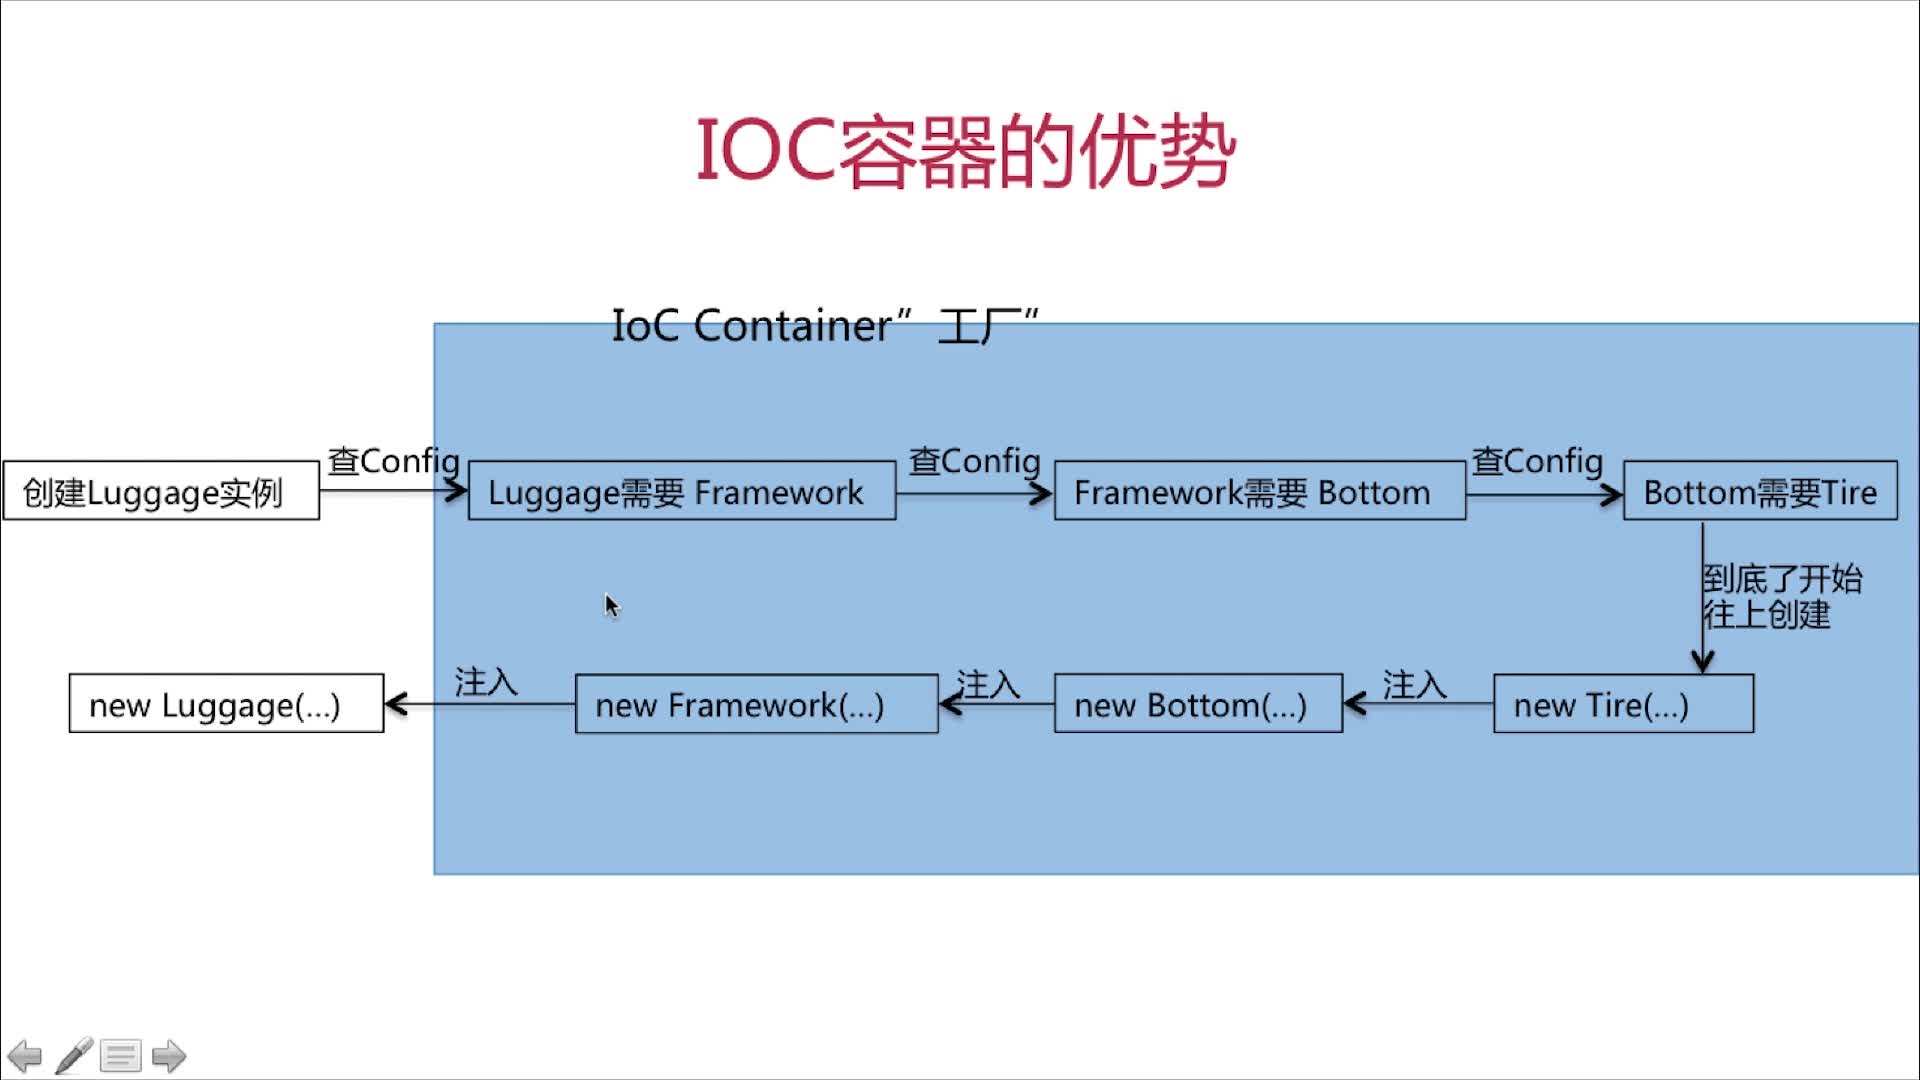 IOC容器的优势
IoC Container”工厂”
查Config
查Config
查Config
创建Luggage实例
Luggage需要 Framework
Framework需要 Bottom
Bottom需要Tire
到底了开始
往上创建
注入
注入
注入
new Luggage(...)
new Framework(...)
new Bottom(...)
new Tire(...)